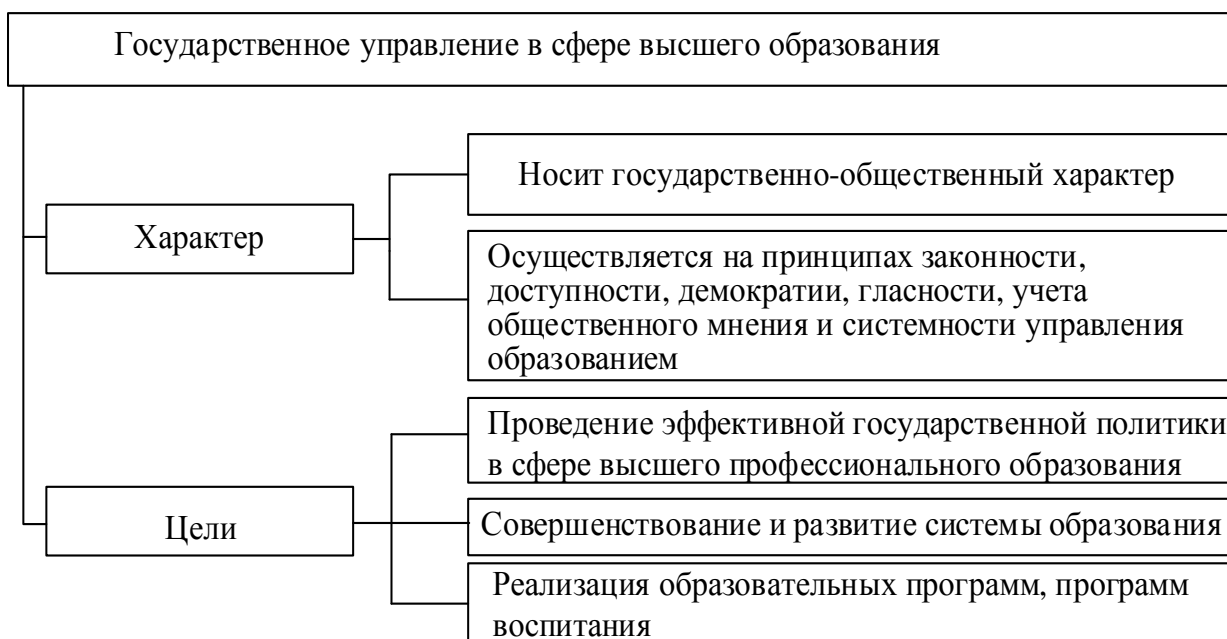 Государственное управление в сфере высшего образования
Характер
Носит государственно-общественный характер
Осуществляется на принципах законности,
доступности, демократии, гласности, учета
общественного мнения и системности управления
образованием
Цели
Проведение эффективной государственной политики
в сфере высшего профессионального образования
Совершенствование и развитие системы образования
Реализация образовательных программ, программ
воспитания